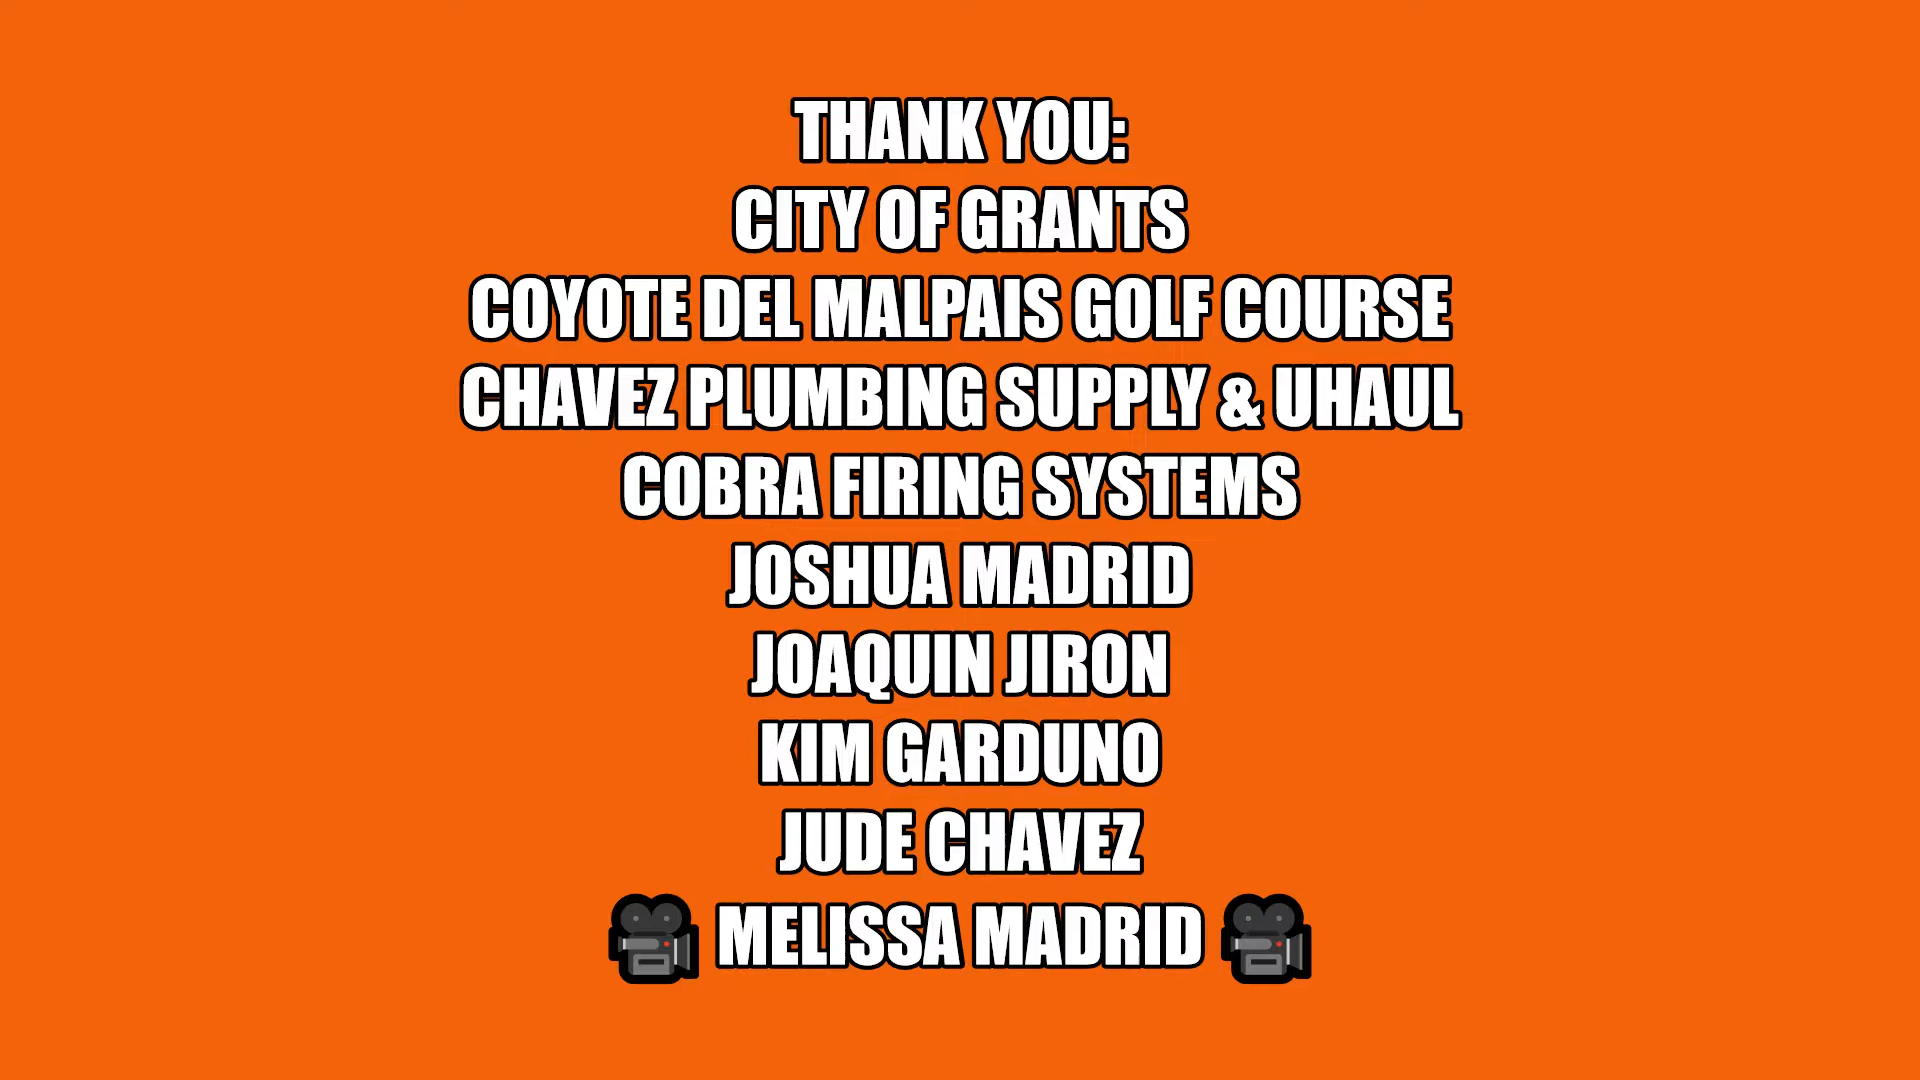 THANK YOU:
CITY OF GRANTS
COYOTE DEL MALPAIS GOLF COURSE
CHAVEZ PLUMBING SUPPLY & UHAUL
COBRA FIRING SYSTEMS
JOSHUA MADRID
JOAQUIN JIRON
KIM GARDUNO
JUDE CHAVEZ
🎥 MELISSA MADRID 🎥